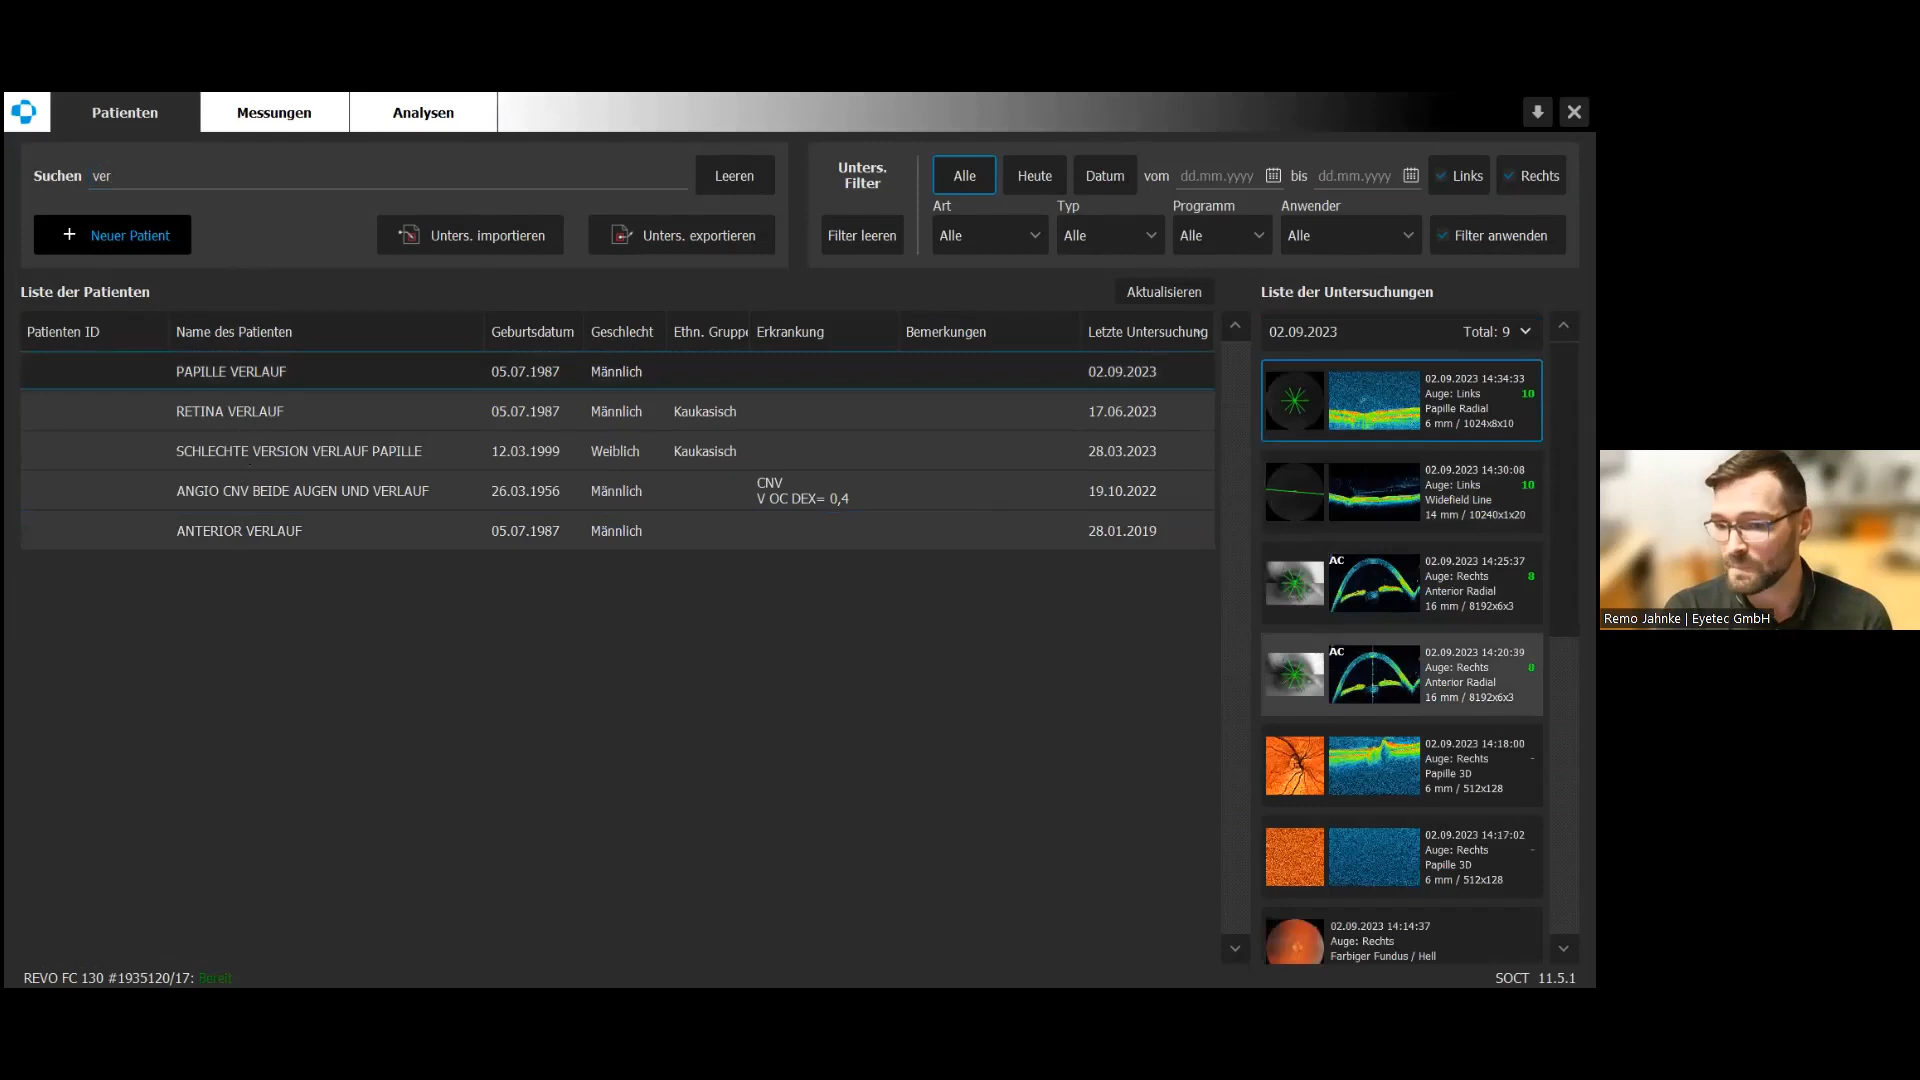 Patienten
Messungen
Analysen
Suchen ver
Leeren
Neuer Patient
Unters. importieren
Unters. exportieren
Unters.
Filter
Alle
Heute
Datum
vom dd.mm.yyyy
bis dd.mm.yyyy
Links
Rechts
Filter leeren
Art
Typ
Programm
Anwender
Alle
Alle
Alle
Alle
Filter anwenden
Liste der Patienten
Aktualisieren
Patienten ID Name des Patienten Geburtsdatum Geschlecht Ethn. Gruppe Erkrankung Bemerkungen Letzte Untersuchung
PAPILLE VERLAUF 05.07.1987 Männlich 02.09.2023
RETINA VERLAUF 05.07.1987 Männlich Kaukasisch 17.06.2023
SCHLECHTE VERSION VERLAUF PAPILLE 12.03.1999 Weiblich Kaukasisch 28.03.2023
ANGIO CNV BEIDE AUGEN UND VERLAUF 26.03.1956 Männlich CNV 19.10.2022
V OC DEX= 0,4
ANTERIOR VERLAUF 05.07.1987 Männlich 28.01.2019
Liste der Untersuchungen
02.09.2023 Total: 9
02.09.2023 14:34:33
Auge: Links 10
Papille Radial
6 mm / 1024x8x10
02.09.2023 14:30:08
Auge: Links 10
Widefield Line
14 mm / 10240x1x20
AC
02.09.2023 14:25:37
Auge: Rechts 8
Anterior Radial
16 mm / 8192x6x3
AC
02.09.2023 14:20:39
Auge: Rechts 8
Anterior Radial
16 mm / 8192x6x3
02.09.2023 14:18:00
Auge: Rechts -
Papille 3D
6 mm / 512x128
02.09.2023 14:17:02
Auge: Rechts -
Papille 3D
6 mm / 512x128
02.09.2023 14:14:37
Auge: Rechts
Farbiger Fundus / Hell
REVO FC 130 #1935120/17: Bereit
SOCT 11.5.1
Remo Jahnke | Eyetec GmbH